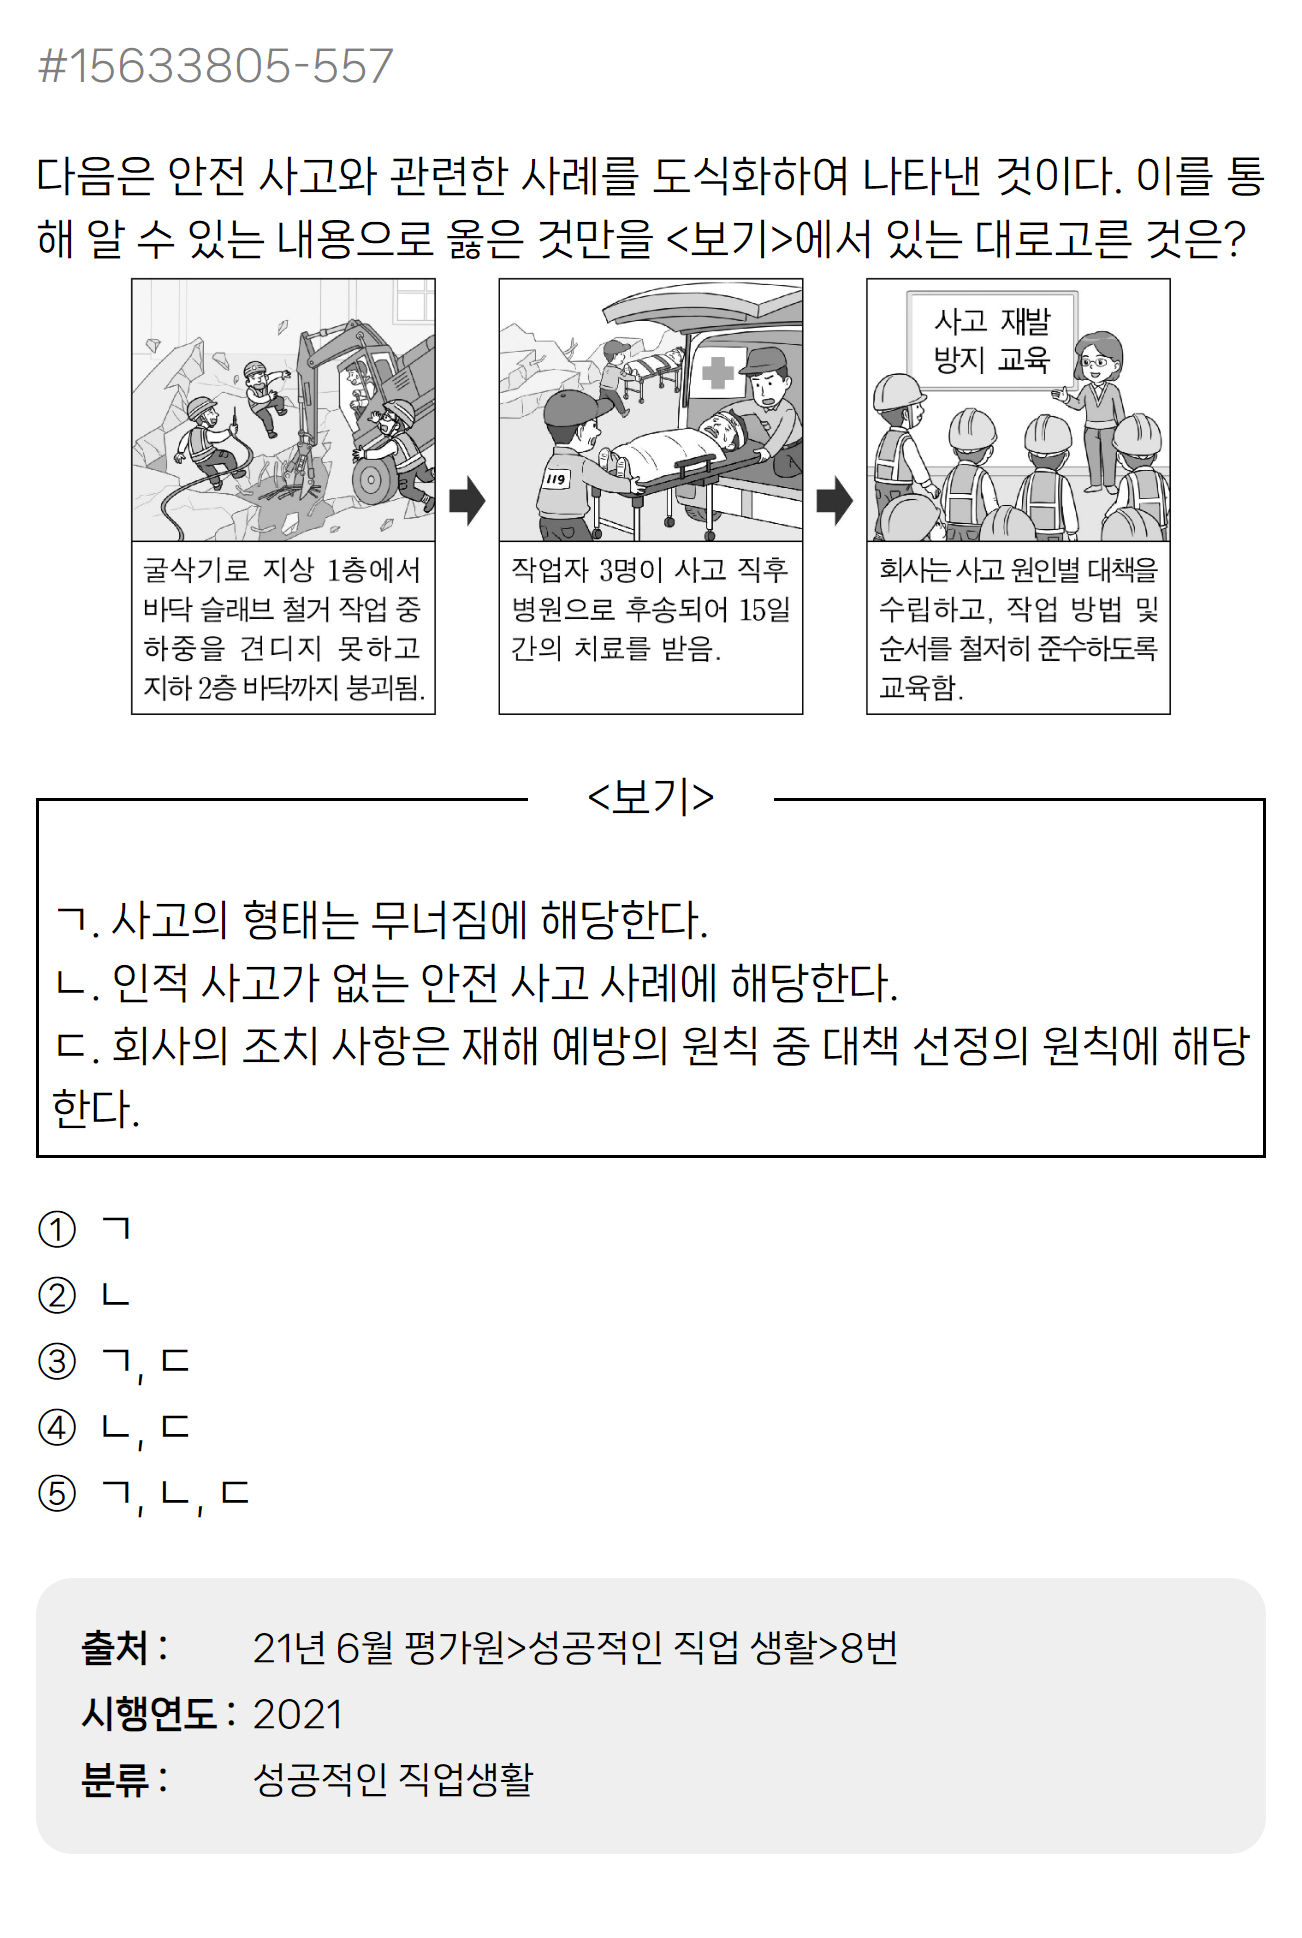 #15633805-557
다음은 안전 사고와 관련한 사례를 도식화하여 나타낸 것이다. 이를 통
해 알 수 있는 내용으로 옳은 것만을 <보기>에서 있는 대로고른 것은?
사고 재발
방지 교육
119
굴삭기로 지상 1층에서
바닥 슬래브 철거 작업 중
하중을 견디지 못하고
지하 2층 바닥까지 붕괴됨.
작업자 3명이 사고 직후
병원으로 후송되어 15일
간의 치료를 받음.
회사는 사고 원인별 대책을
수립하고, 작업 방법 및
순서를 철저히 준수하도록
교육함.
<보기>
ㄱ. 사고의 형태는 무너짐에 해당한다.
ㄴ. 인적 사고가 없는 안전 사고 사례에 해당한다.
ㄷ. 회사의 조치 사항은 재해 예방의 원칙 중 대책 선정의 원칙에 해당
한다.
① ㄱ
② ㄴ
③ ㄱ, ㄷ
④ ㄴ, ㄷ
⑤ ㄱ, ㄴ, ㄷ
출처 : 21년 6월 평가원>성공적인 직업 생활>8번
시행연도 : 2021
분류 : 성공적인 직업생활